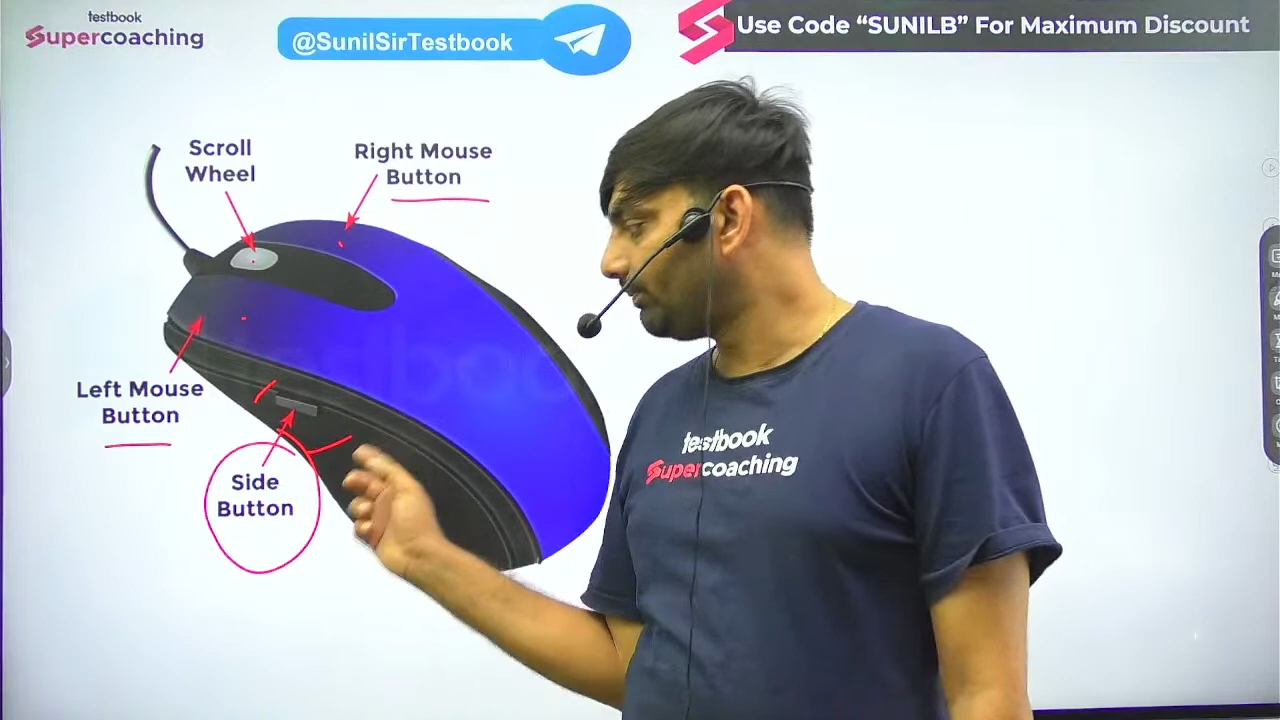 testbook
Supercoaching
@SunilSirTestbook
Use Code “SUNILB” For Maximum Discount
Scroll
Wheel
Right Mouse
Button
Left Mouse
Button
Side
Button
testbook
Supercoaching